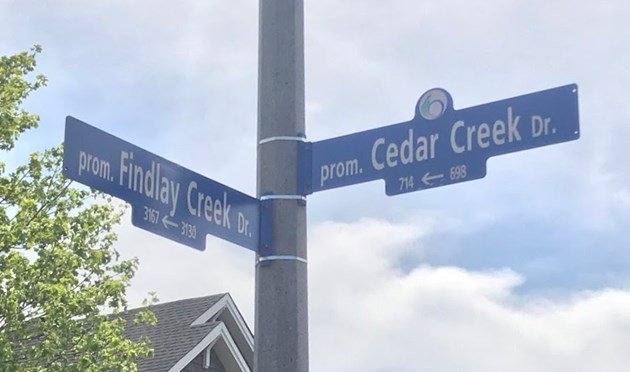 prom. Findlay Creek Dr.
3167 ← 3130
prom. Cedar Creek Dr.
714 ← 698